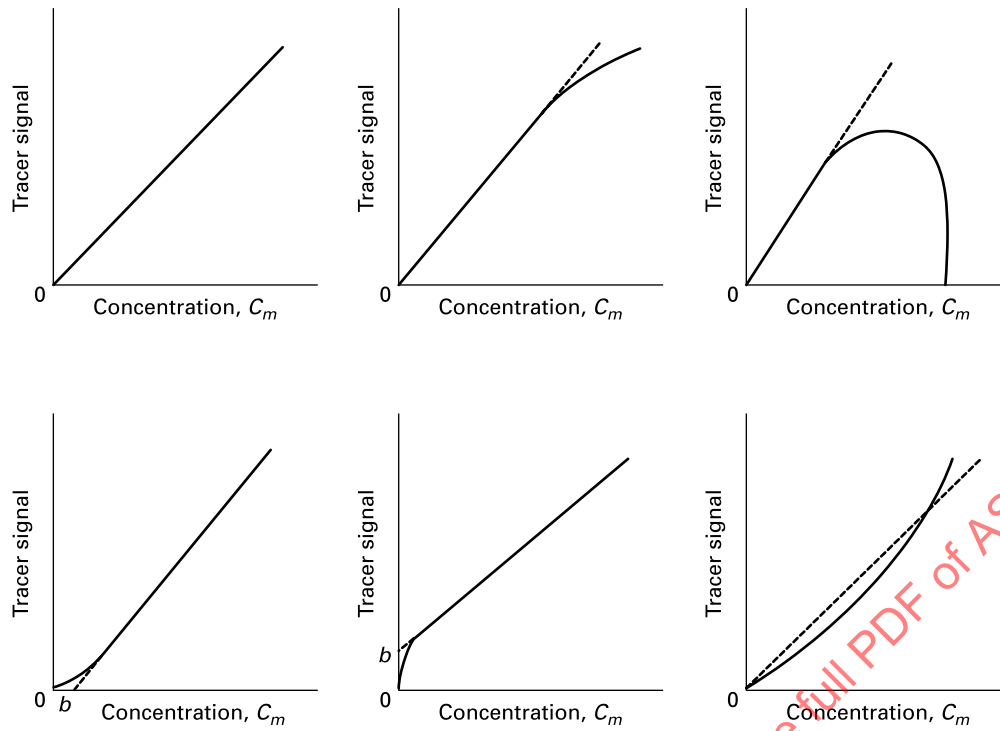 Tracer signal
0
Concentration, Cm
Tracer signal
0
Concentration, Cm
Tracer signal
0
Concentration, Cm
Tracer signal
0
b
Concentration, Cm
Tracer signal
b
0
Concentration, Cm
Tracer signal
0
Concentration, Cm
full PDF of AS